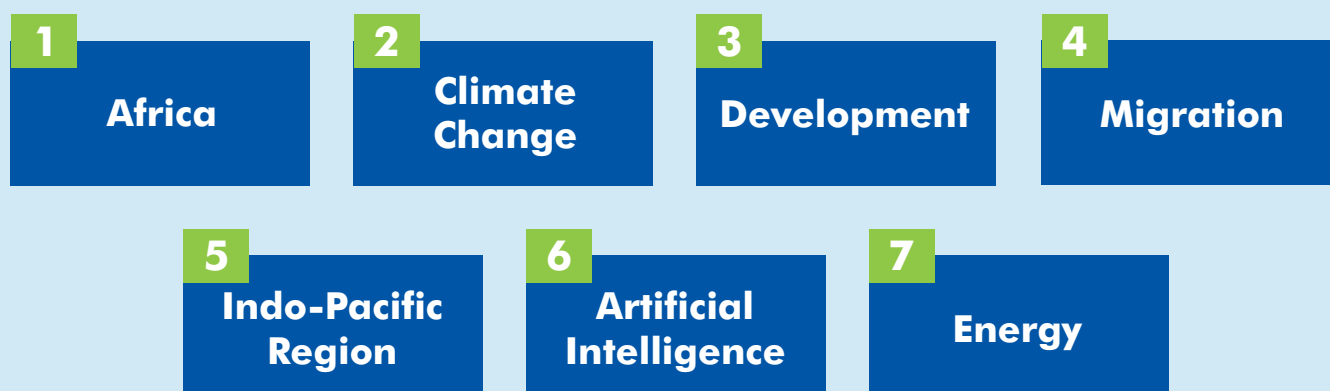 1
Africa
2
Climate
Change
3
Development
4
Migration
5
Indo-Pacific
Region
6
Artificial
Intelligence
7
Energy